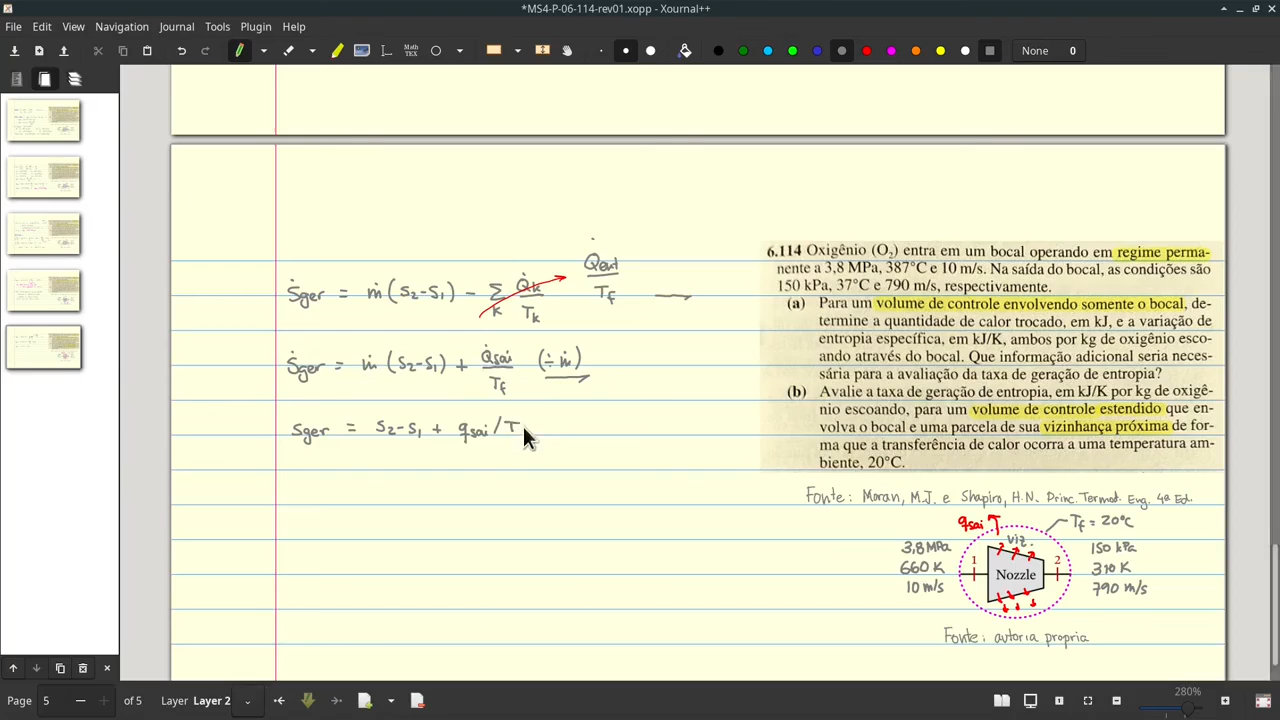 *MS4-P-06-114-rev01.xopp - Xournal++
File Edit View Navigation Journal Tools Plugin Help
Math TEX
None 0
Ṡger = ṁ (s2-s1) - Σ K Q̇k/Tk Q̇out/Tf
Ṡger = ṁ (s2-s1) + Q̇sai/Tf (÷ ṁ)
sger = s2-s1 + qsai/T
6.114 Oxigênio (O₂) entra em um bocal operando em regime perma-
nente a 3,8 MPa, 387°C e 10 m/s. Na saída do bocal, as condições são
150 kPa, 37°C e 790 m/s, respectivamente.
(a) Para um volume de controle envolvendo somente o bocal, de-
termine a quantidade de calor trocado, em kJ, e a variação de
entropia específica, em kJ/K, ambos por kg de oxigênio esco-
ando através do bocal. Que informação adicional seria neces-
sária para a avaliação da taxa de geração de entropia?
(b) Avalie a taxa de geração de entropia, em kJ/K por kg de oxigê-
nio escoando, para um volume de controle estendido que en-
volva o bocal e uma parcela de sua vizinhança próxima de for-
ma que a transferência de calor ocorra a uma temperatura am-
biente, 20°C.
Fonte: Moran, M.J. e Shapiro, H.N. Princ. Termod. Eng. 4ª Ed.
qsai Tf = 20°C
viz.
3,8 MPa 150 kPa
1 2
660 K Nozzle 310 K
10 m/s 790 m/s
Fonte: autoria propria
Page 5 of 5 Layer Layer 2
280%